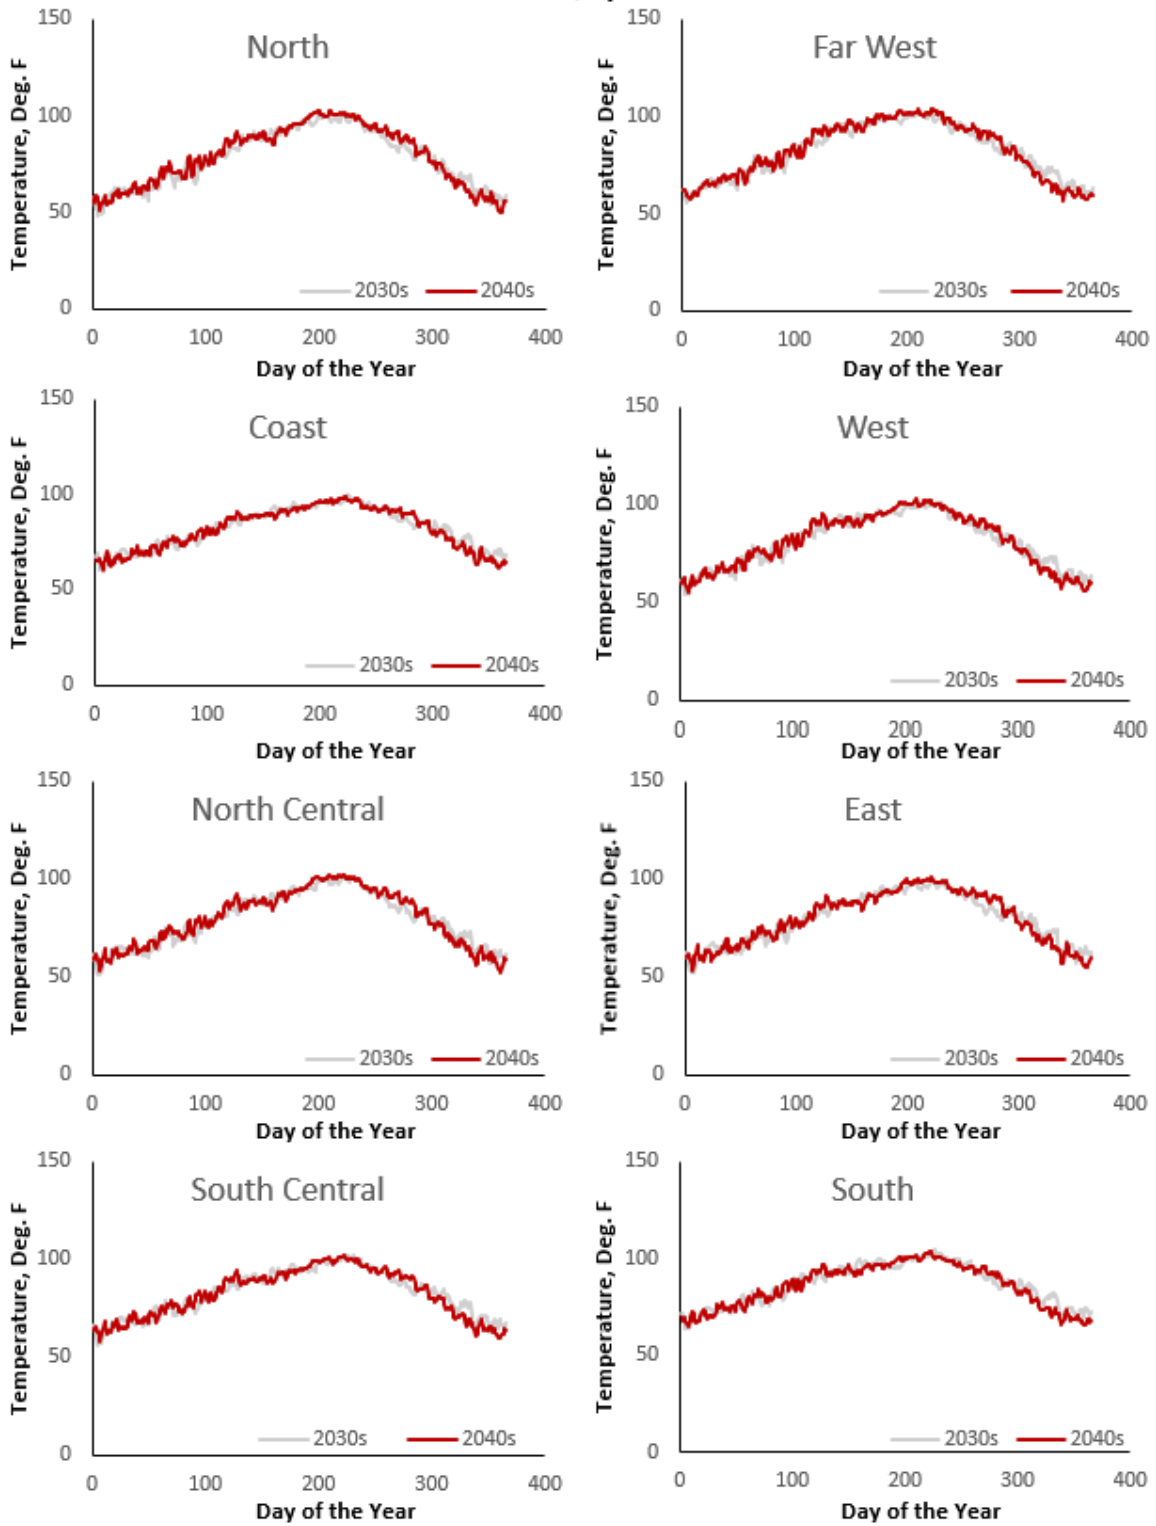 North
Temperature, Deg. F
150
100
50
0
2030s 2040s
0 100 200 300 400
Day of the Year
Far West
Temperature, Deg. F
150
100
50
0
2030s 2040s
0 100 200 300 400
Day of the Year
Coast
Temperature, Deg. F
150
100
50
0
2030s 2040s
0 100 200 300 400
Day of the Year
West
Temperature, Deg. F
150
100
50
0
2030s 2040s
0 100 200 300 400
Day of the Year
North Central
Temperature, Deg. F
150
100
50
0
2030s 2040s
0 100 200 300 400
Day of the Year
East
Temperature, Deg. F
150
100
50
0
2030s 2040s
0 100 200 300 400
Day of the Year
South Central
Temperature, Deg. F
150
100
50
0
2030s 2040s
0 100 200 300 400
Day of the Year
South
Temperature, Deg. F
150
100
50
0
2030s 2040s
0 100 200 300 400
Day of the Year